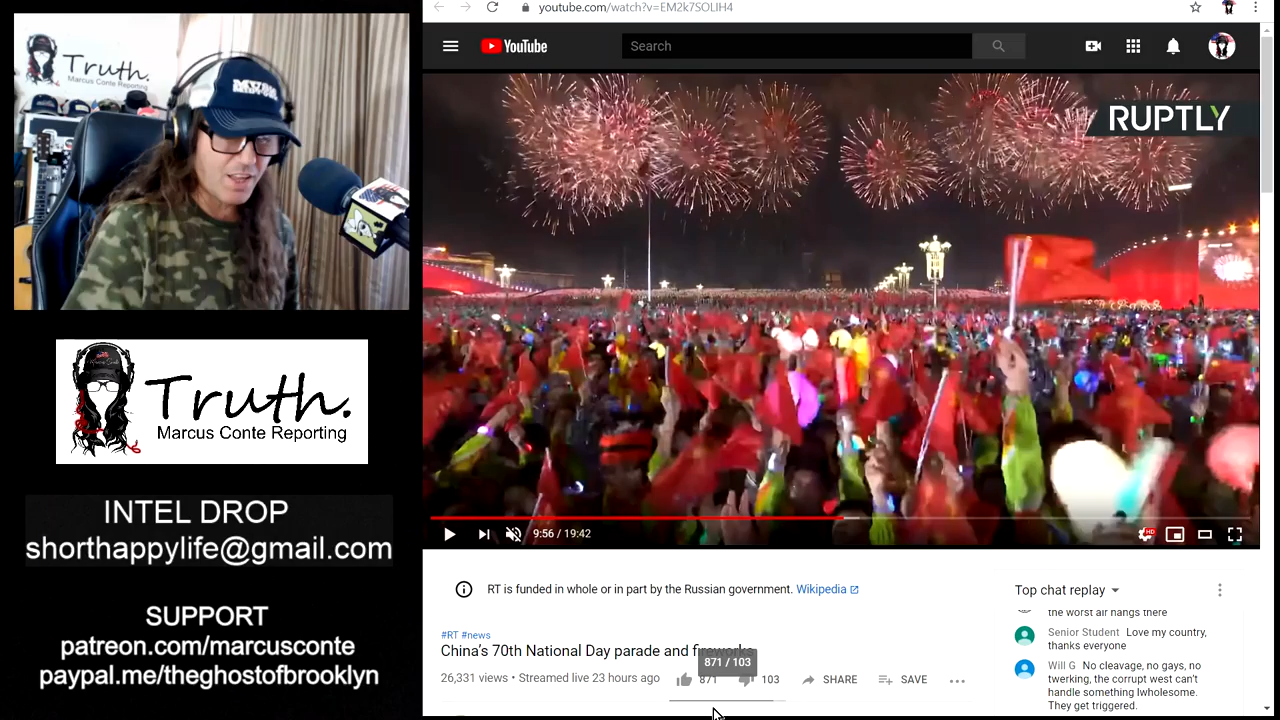 Truth.
Marcus Conte Reporting
Truth.
Marcus Conte Reporting
INTEL DROP
shorthappylife@gmail.com
SUPPORT
patreon.com/marcusconte
paypal.me/theghostofbrooklyn
youtube.com/watch?v=EM2k7SOLIH4
YouTube
Search
RUPTLY
9:56 / 19:42
HD
RT is funded in whole or in part by the Russian government. Wikipedia
#RT #news
China's 70th National Day parade and fireworks
871 / 103
26,331 views • Streamed live 23 hours ago
871
103
SHARE
SAVE
Top chat replay
the worst air hangs there
Senior Student Love my country,
thanks everyone
Will G No cleavage, no gays, no
twerking, the corrupt west can't
handle something lwholesome.
They get triggered.